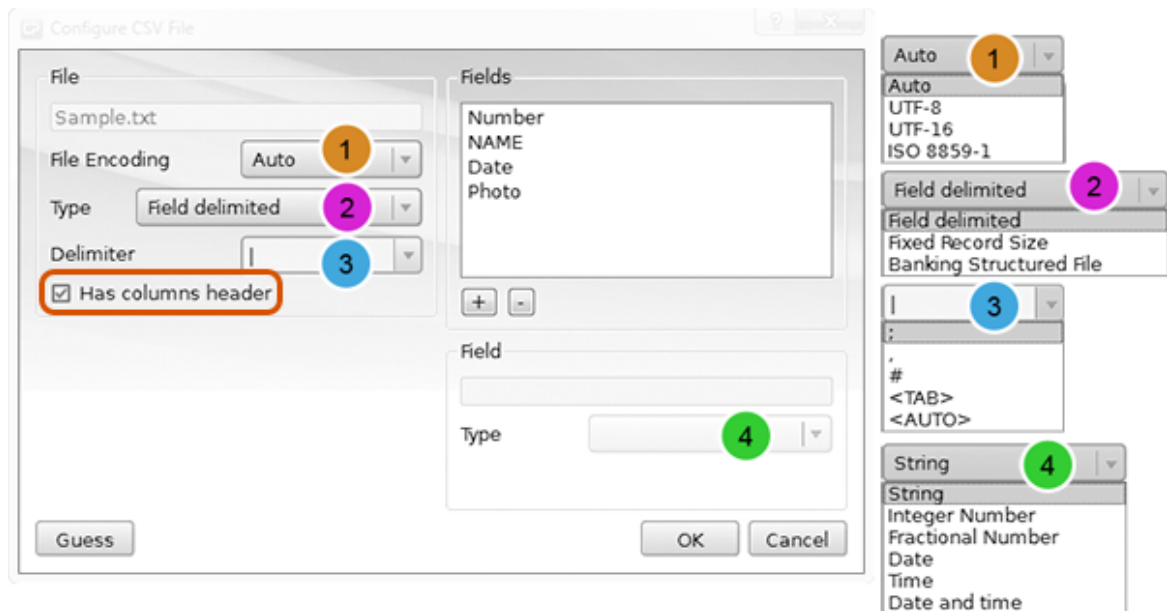 Configure CSV File
?
File
Sample.txt
File Encoding
Auto
1
Type
Field delimited
2
Delimiter
|
3
Has columns header
Guess
Fields
Number
NAME
Date
Photo
+
-
Field
Type
4
OK
Cancel
Auto
1
Auto
UTF-8
UTF-16
ISO 8859-1
Field delimited
2
Field delimited
Fixed Record Size
Banking Structured File
|
3
;
,
#
<TAB>
<AUTO>
String
4
String
Integer Number
Fractional Number
Date
Time
Date and time